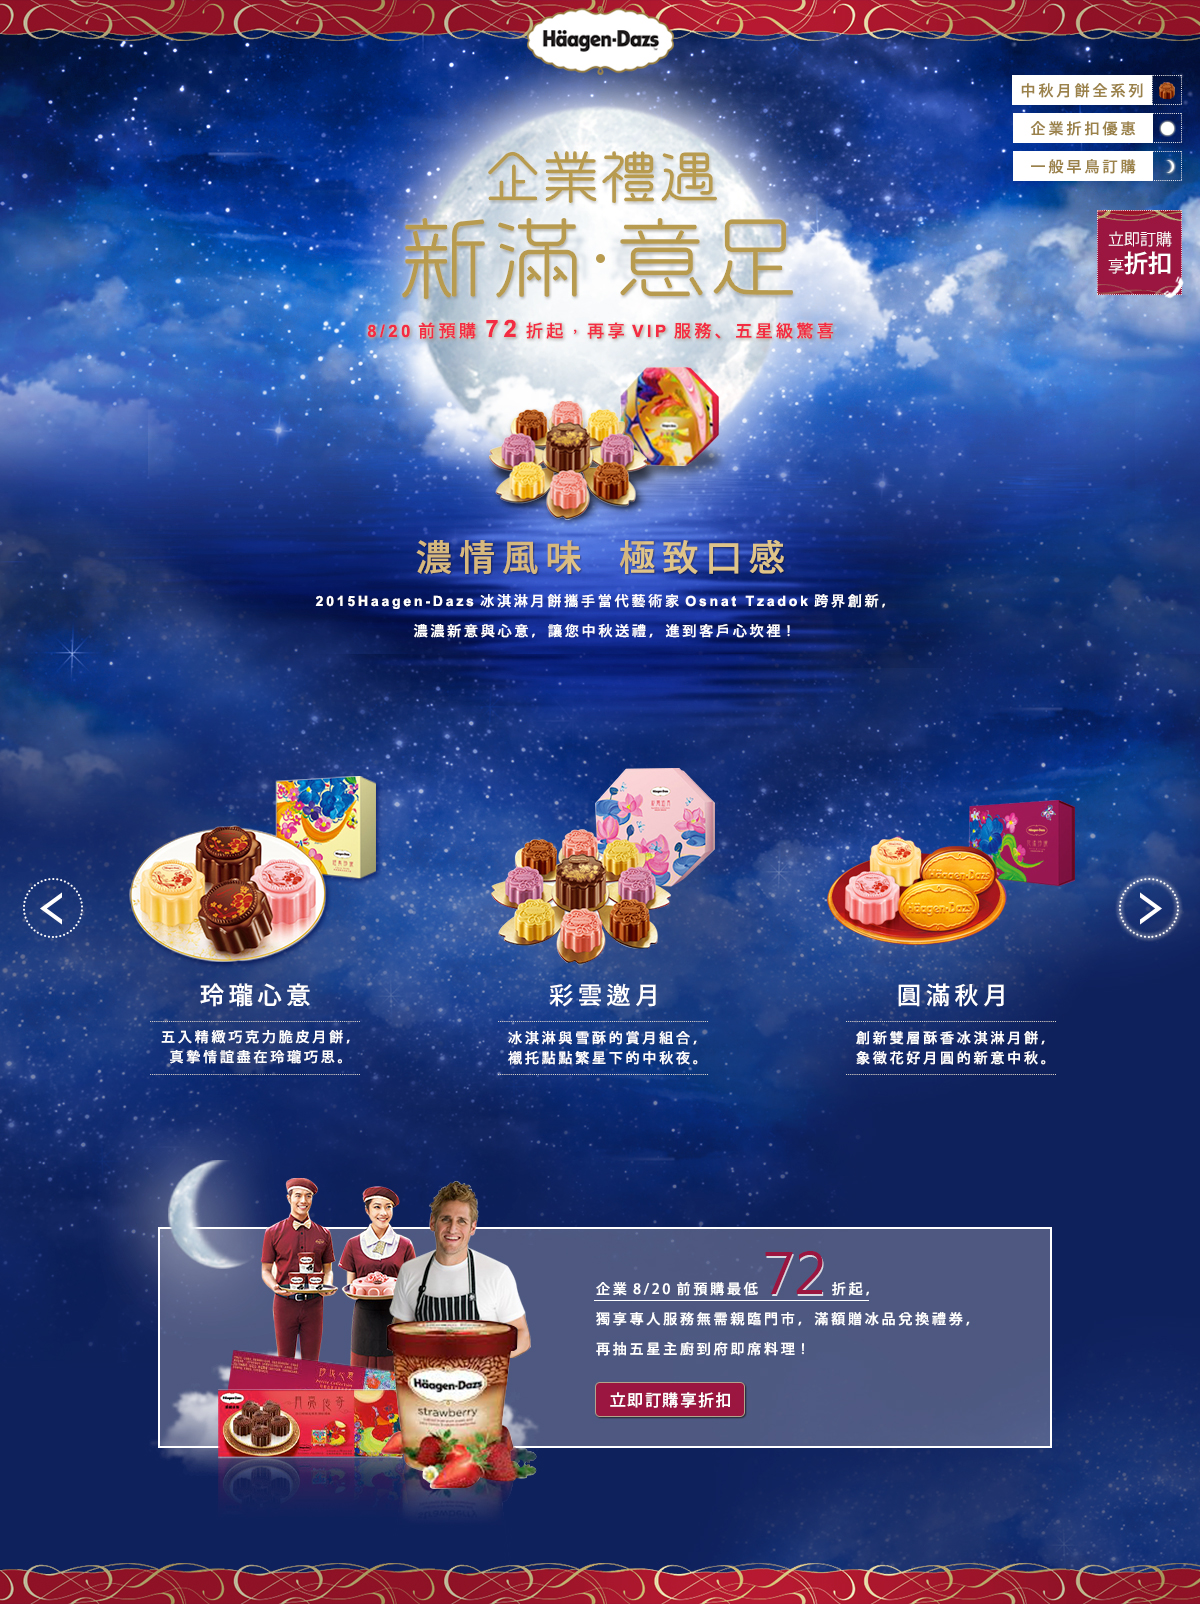 Häagen-Dazs
中秋月餅全系列
企業折扣優惠
一般早鳥訂購
立即訂購
享折扣
企業禮遇
新滿·意足
8/20 前預購 72 折起，再享 VIP 服務、五星級驚喜
濃情風味 極致口感
2015Haagen-Dazs 冰淇淋月餅攜手當代藝術家 Osnat Tzadok 跨界創新，
濃濃新意與心意，讓您中秋送禮，進到客戶心坎裡！
Häagen-Dazs
Häagen-Dazs
玲瓏心意
五入精緻巧克力脆皮月餅，
真摯情誼盡在玲瓏巧思。
彩雲邀月
冰淇淋與雪酥的賞月組合，
襯托點點繁星下的中秋夜。
圓滿秋月
創新雙層酥香冰淇淋月餅，
象徵花好月圓的新意中秋。
企業 8/20 前預購最低 72 折起，
獨享專人服務無需親臨門市，滿額贈冰品兌換禮券，
再抽五星主廚到府即席料理！
立即訂購享折扣
Häagen-Dazs
strawberry